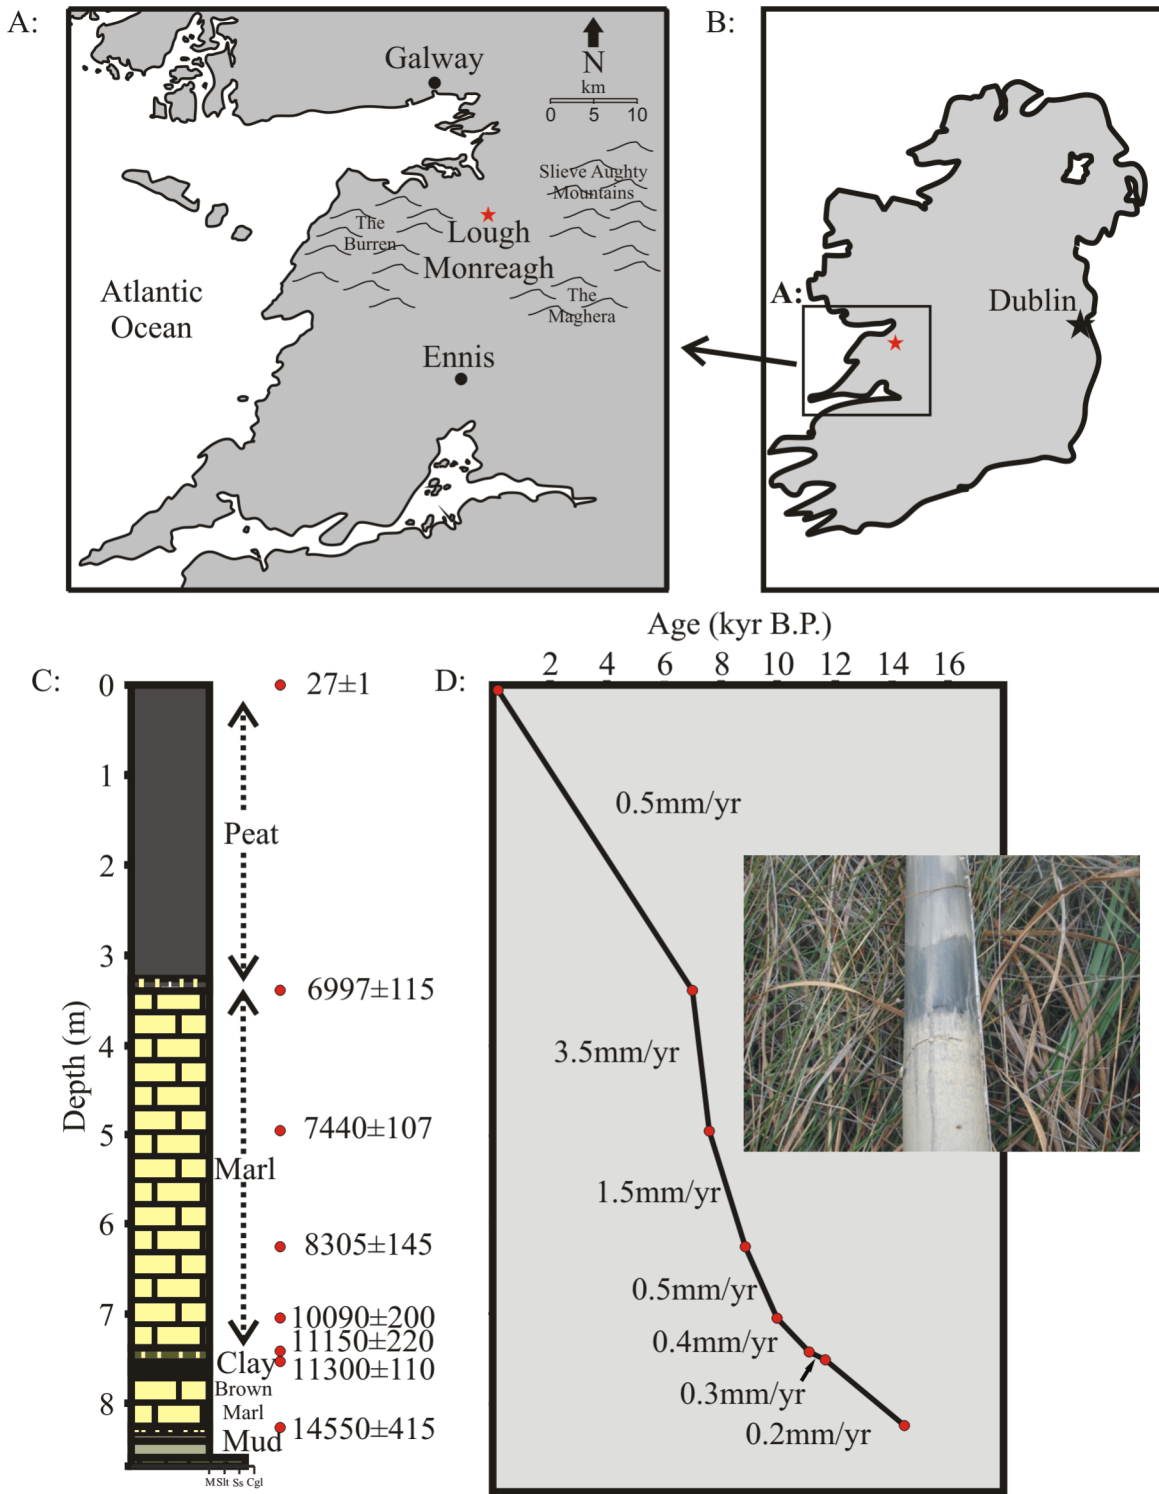 A:
Galway
N
km
0 5 10
Slieve Aughty
Mountains
The
Burren
Lough
Monreagh
The
Maghera
Atlantic
Ocean
Ennis
B:
A:
Dublin
C:
0
1
2
3
4
5
6
7
8
Depth (m)
Peat
Marl
Clay
Brown
Marl
Mud
M Slt Ss Cgl
27±1
6997±115
7440±107
8305±145
10090±200
11150±220
11300±110
14550±415
D:
Age (kyr B.P.)
2 4 6 8 10 12 14 16
0.5mm/yr
3.5mm/yr
1.5mm/yr
0.5mm/yr
0.4mm/yr
0.3mm/yr
0.2mm/yr